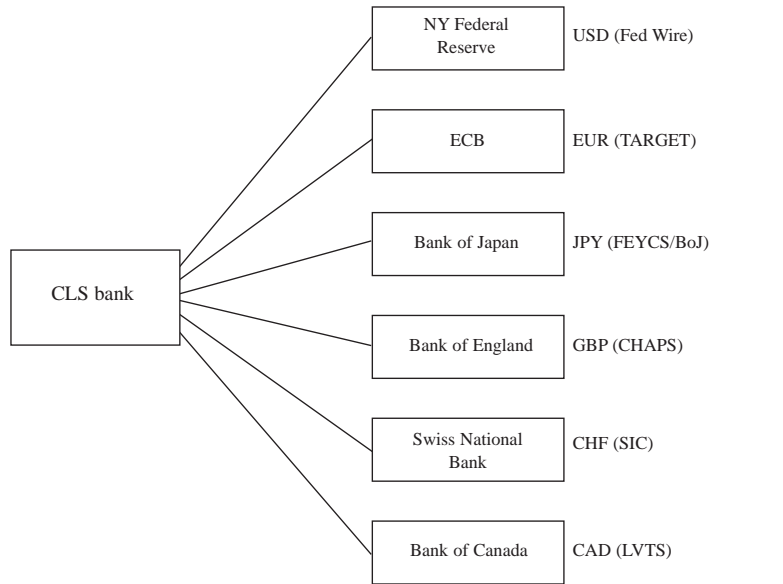 NY Federal
Reserve
USD (Fed Wire)
ECB
EUR (TARGET)
Bank of Japan
JPY (FEYCS/BoJ)
CLS bank
Bank of England
GBP (CHAPS)
Swiss National
Bank
CHF (SIC)
Bank of Canada
CAD (LVTS)